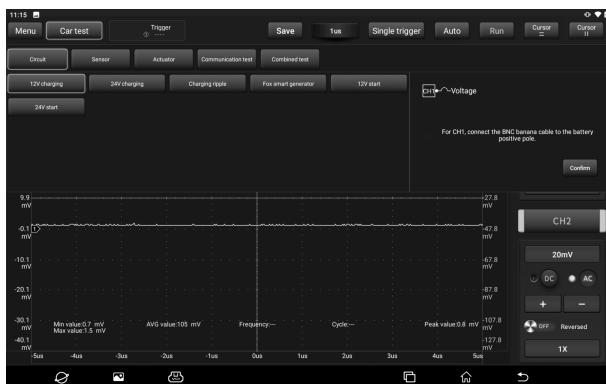 11:15
Menu Car test Trigger Save 1us Single trigger Auto Run Cursor Cursor
① ----
Circuit Sensor Actuator Communication test Combined test
12V charging 24V charging Charging ripple Fox smart generator 12V start
24V start
CH1 Voltage
For CH1, connect the BNC banana cable to the battery
positive pole.
Confirm
9.9 mV -27.8 mV
-0.1 mV 1 -47.8 mV
-10.1 mV -67.8 mV
-20.1 mV -87.8 mV
-30.1 mV -107.8 mV
-40.1 mV -127.8 mV
Min value:0.7 mV AVG value:105 mV Frequency:--- Cycle:--- Peak value:0.8 mV
Max value:1.5 mV
-5us -4us -3us -2us -1us 0us 1us 2us 3us 4us 5us
CH2
20mV
DC AC
+ −
OFF Reversed
1X